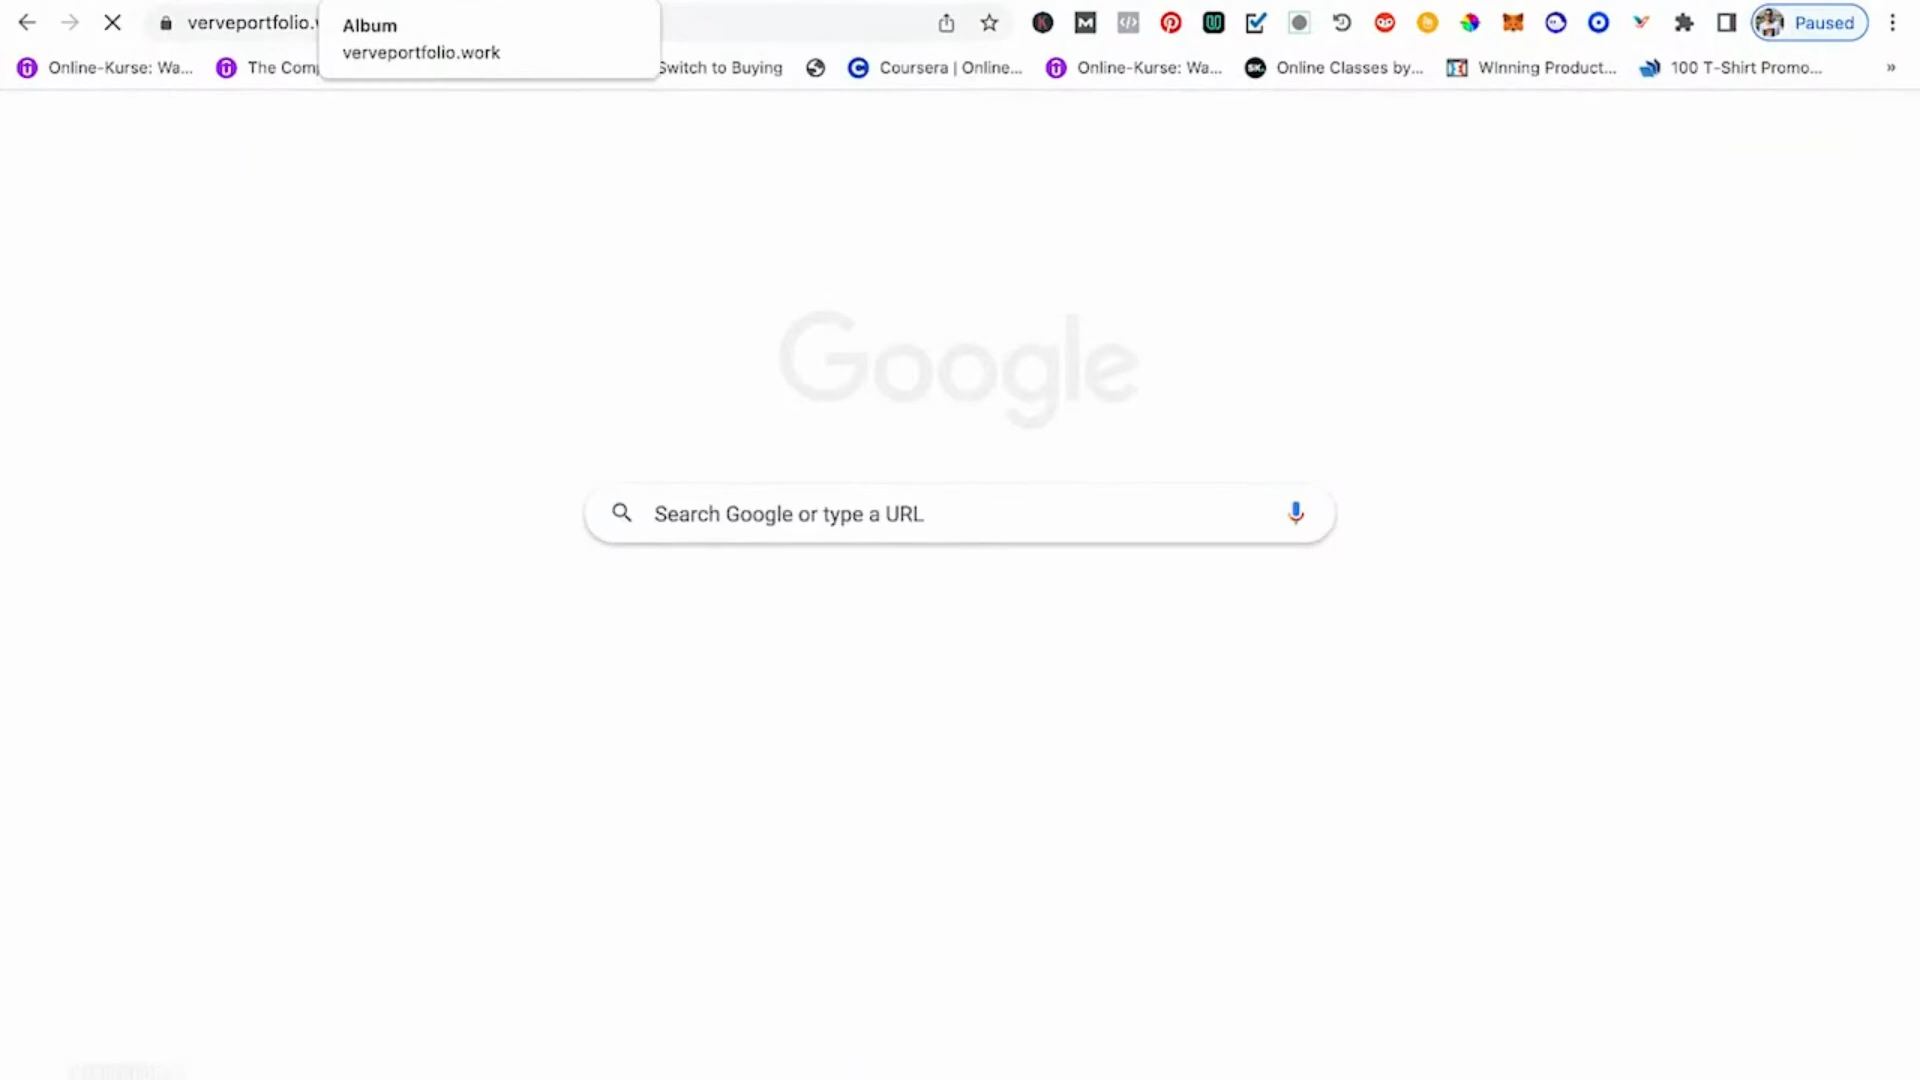 verveportfolio.
Album
verveportfolio.work
Paused
Online-Kurse: Wa...
The Com
Switch to Buying
Coursera | Online...
Online-Kurse: Wa...
Online Classes by...
WInning Product...
100 T-Shirt Promo...
»
Google
Search Google or type a URL